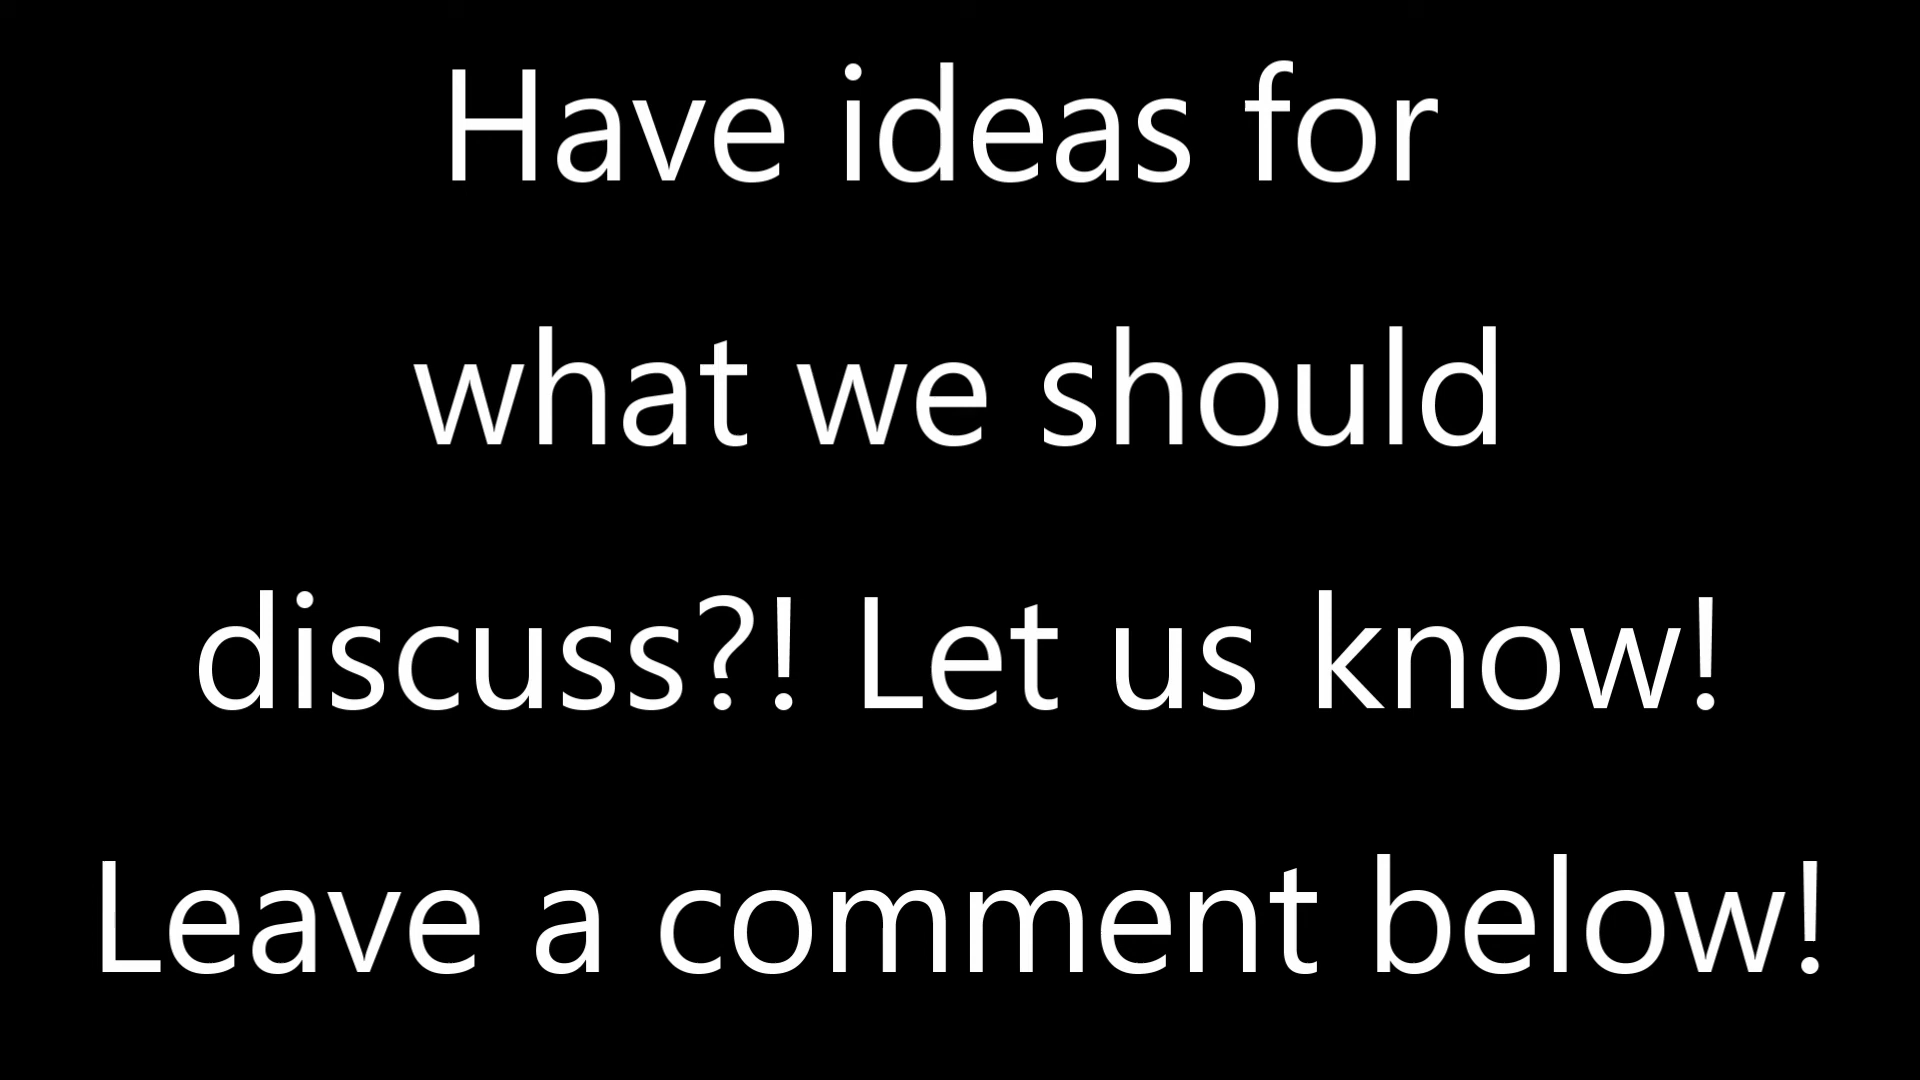 Have ideas for
what we should
discuss?! Let us know!
Leave a comment below!